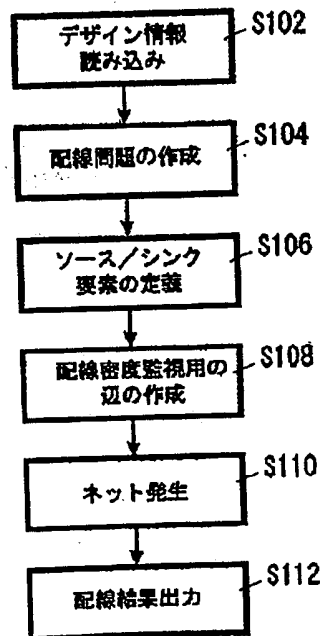 デザイン情報
読み込み
S102
配線問題の作成
S104
ソース/シンク
要素の定義
S106
配線密度監視用の
辺の作成
S108
ネット発生
S110
配線結果出力
S112